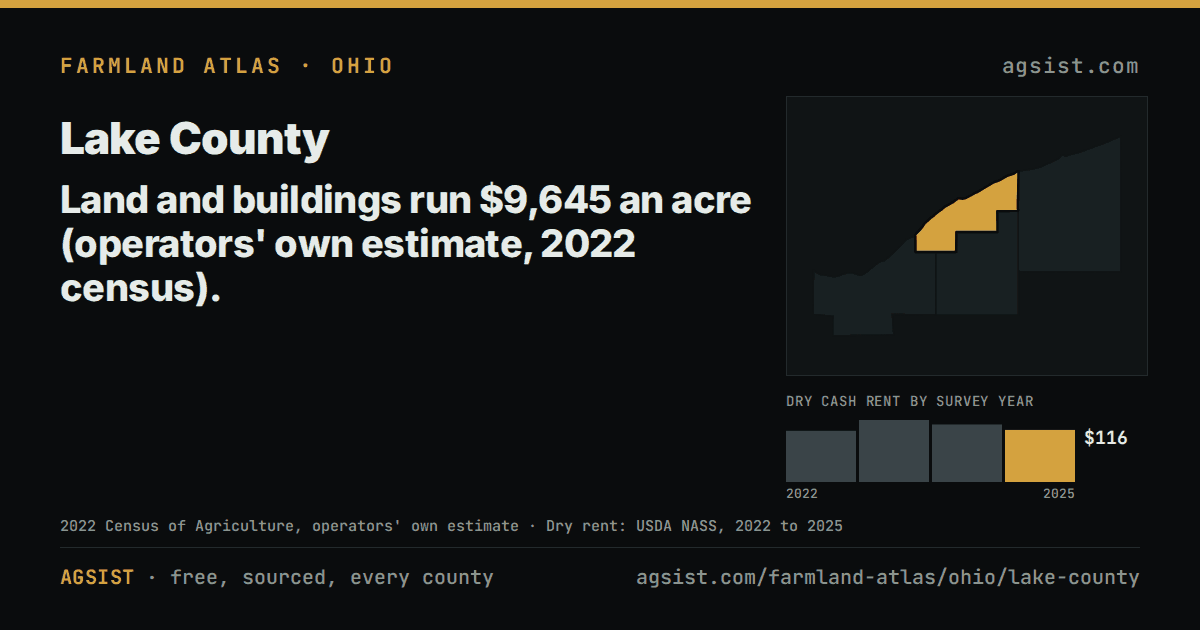 FARMLAND ATLAS · OHIO
agsist.com
Lake County
Land and buildings run $9,645 an acre
(operators' own estimate, 2022
census).
DRY CASH RENT BY SURVEY YEAR
$116
2022
2025
2022 Census of Agriculture, operators' own estimate · Dry rent: USDA NASS, 2022 to 2025
AGSIST · free, sourced, every county
agsist.com/farmland-atlas/ohio/lake-county